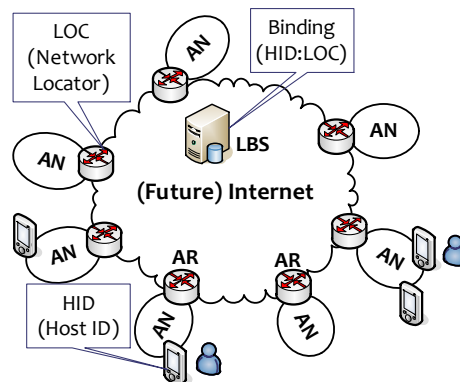 LOC
(Network
Locator)
Binding
(HID:LOC)
AN
AN
AN
LBS
(Future) Internet
AN
AR
AR
AN
AN
AN
HID
(Host ID)